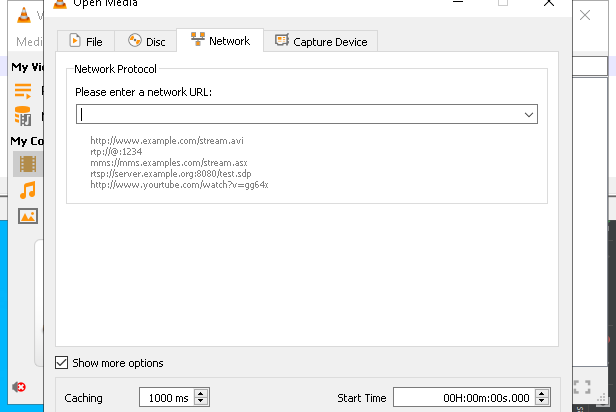 Open Media
V
Medi
My Vi
My Co
File
Disc
Network
Capture Device
Network Protocol
Please enter a network URL:
http://www.example.com/stream.avi
rtp://@:1234
mms://mms.examples.com/stream.asx
rtsp://server.example.org:8080/test.sdp
http://www.yourtube.com/watch?v=gg64x
Show more options
Caching
1000 ms
Start Time
00H:00m:00s.000